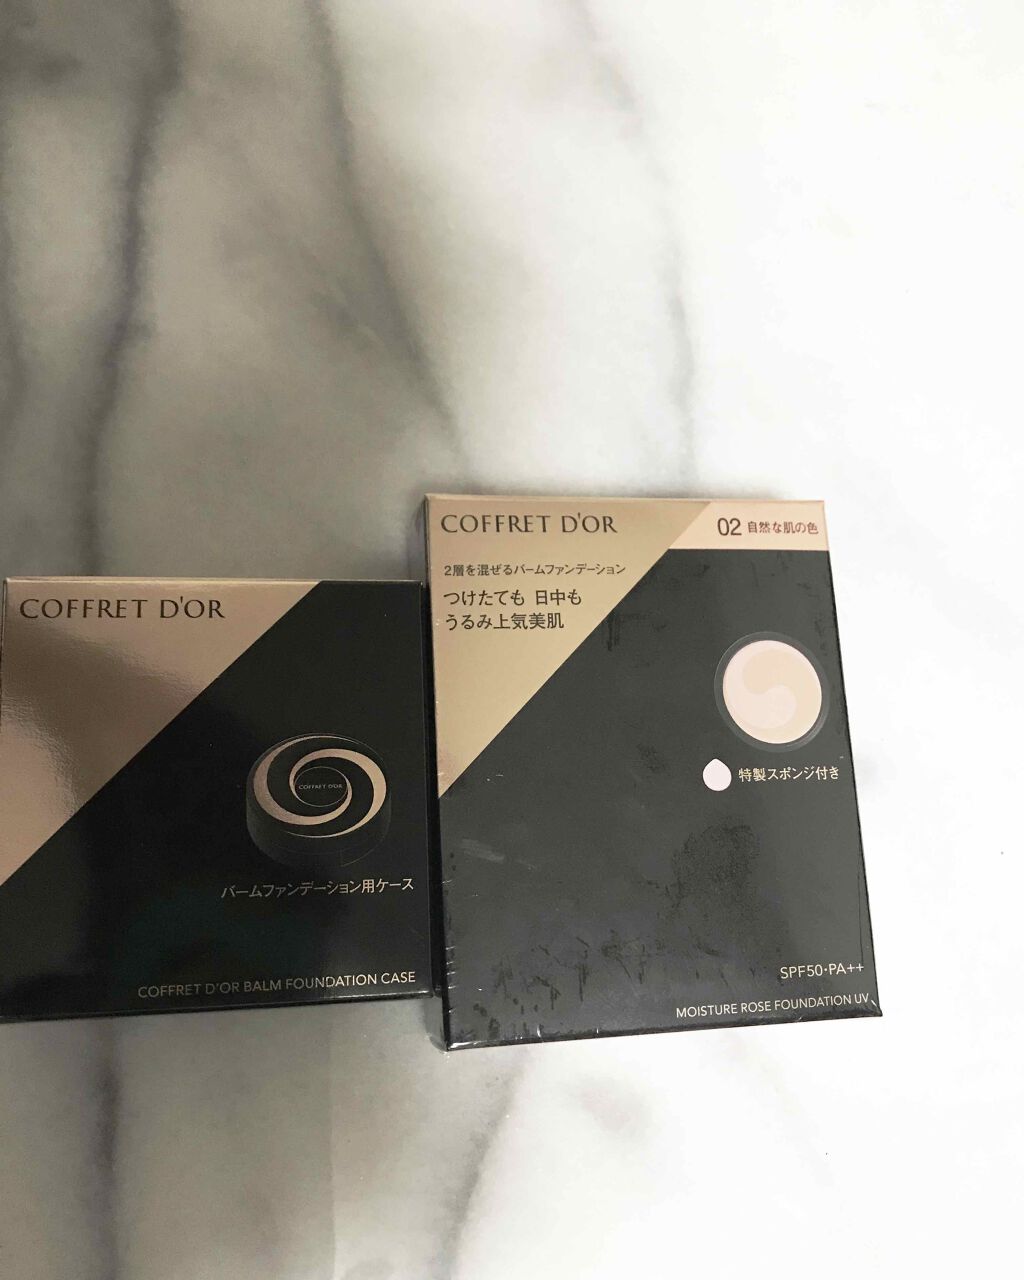 COFFRET D'OR
COFFRET D'OR
バームファンデーション用ケース
COFFRET D'OR BALM FOUNDATION CASE
COFFRET D'OR
02 自然な肌の色
2層を混ぜるバームファンデーション
つけたても 日中も
うるみ上気美肌
特製スポンジ付き
SPF50・PA++
MOISTURE ROSE FOUNDATION UV